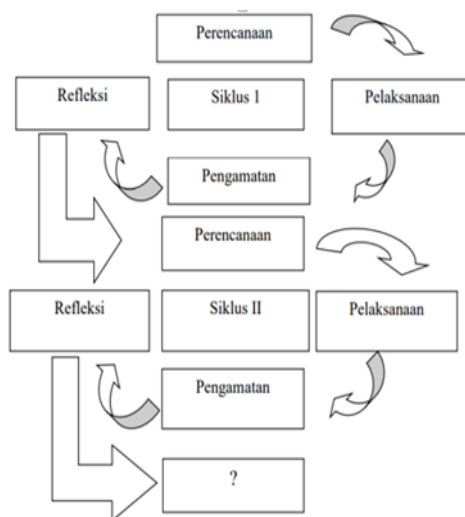 Perencanaan
Refleksi
Siklus 1
Pelaksanaan
Pengamatan
Perencanaan
Refleksi
Siklus II
Pelaksanaan
Pengamatan
?